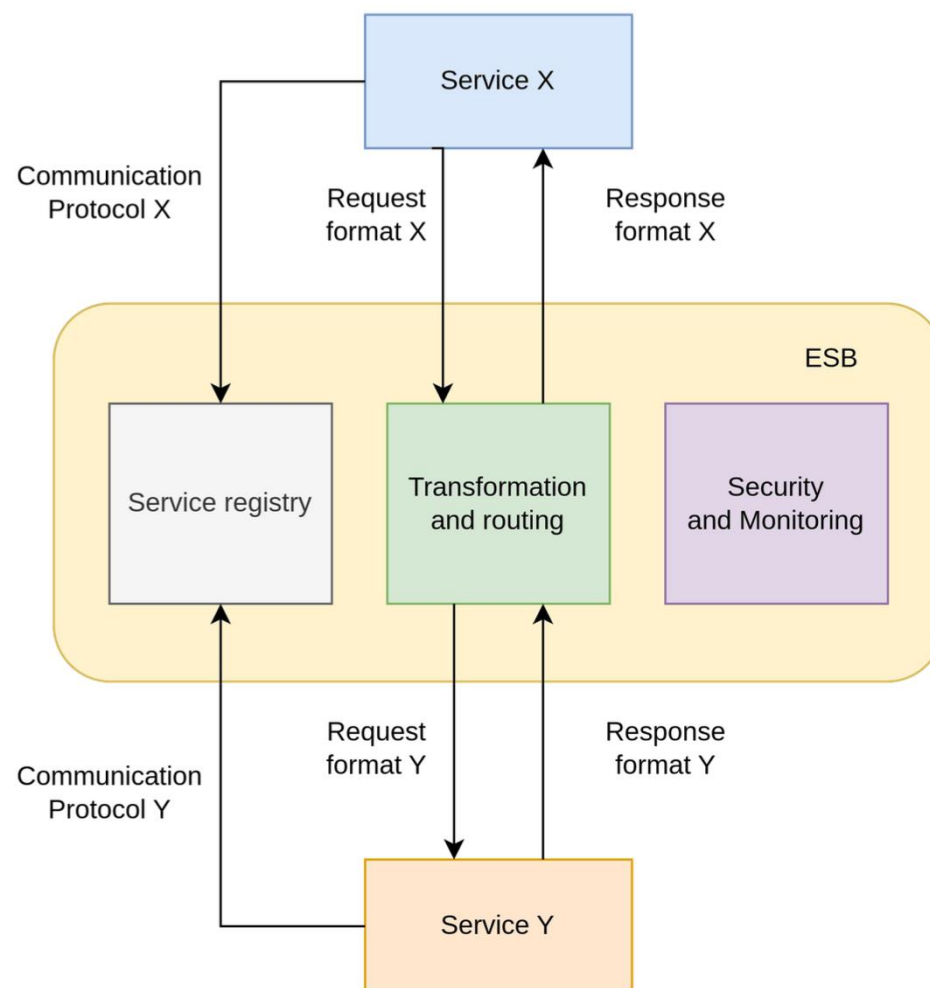 Service X
Communication
Protocol X
Request
format X
Response
format X
ESB
Service registry
Transformation
and routing
Security
and Monitoring
Communication
Protocol Y
Request
format Y
Response
format Y
Service Y